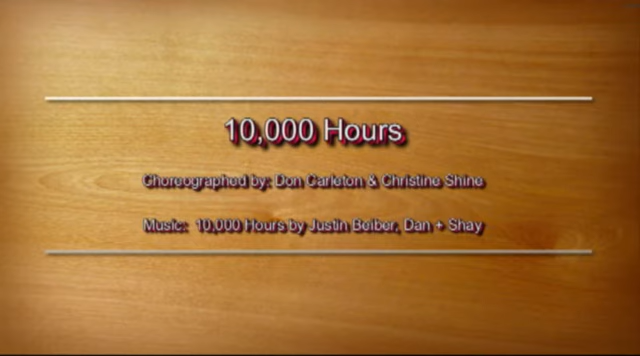 10,000 Hours
Choreographed by: Don Carleton & Christine Shine
Music:  10,000 Hours by Justin Beiber, Dan + Shay